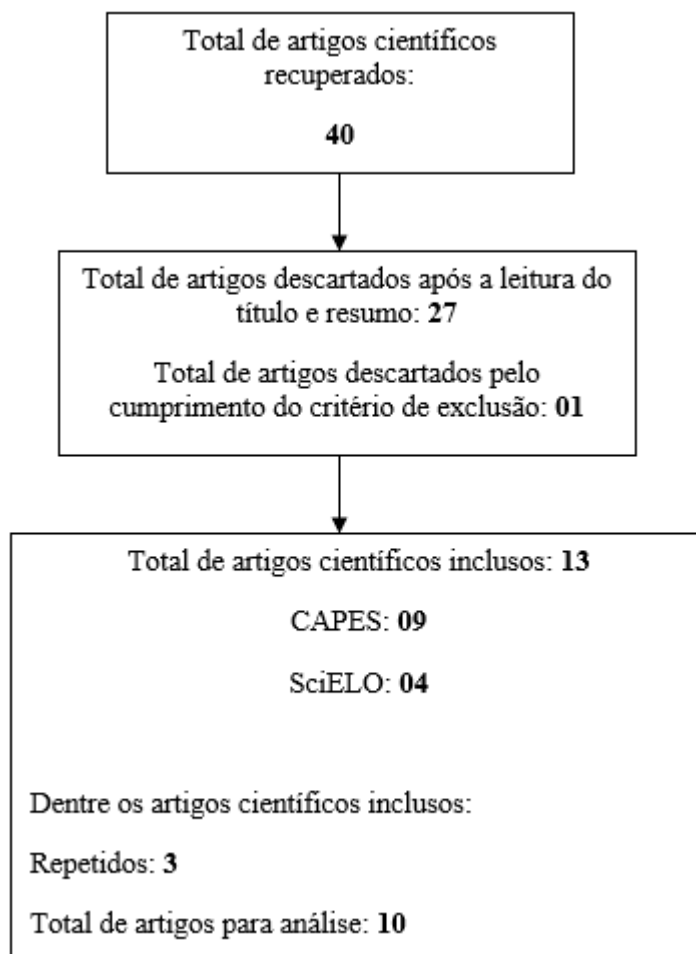 Total de artigos científicos
recuperados:
40
Total de artigos descartados após a leitura do
título e resumo: 27
Total de artigos descartados pelo
cumprimento do critério de exclusão: 01
Total de artigos científicos inclusos: 13
CAPES: 09
SciELO: 04
Dentre os artigos científicos inclusos:
Repetidos: 3
Total de artigos para análise: 10